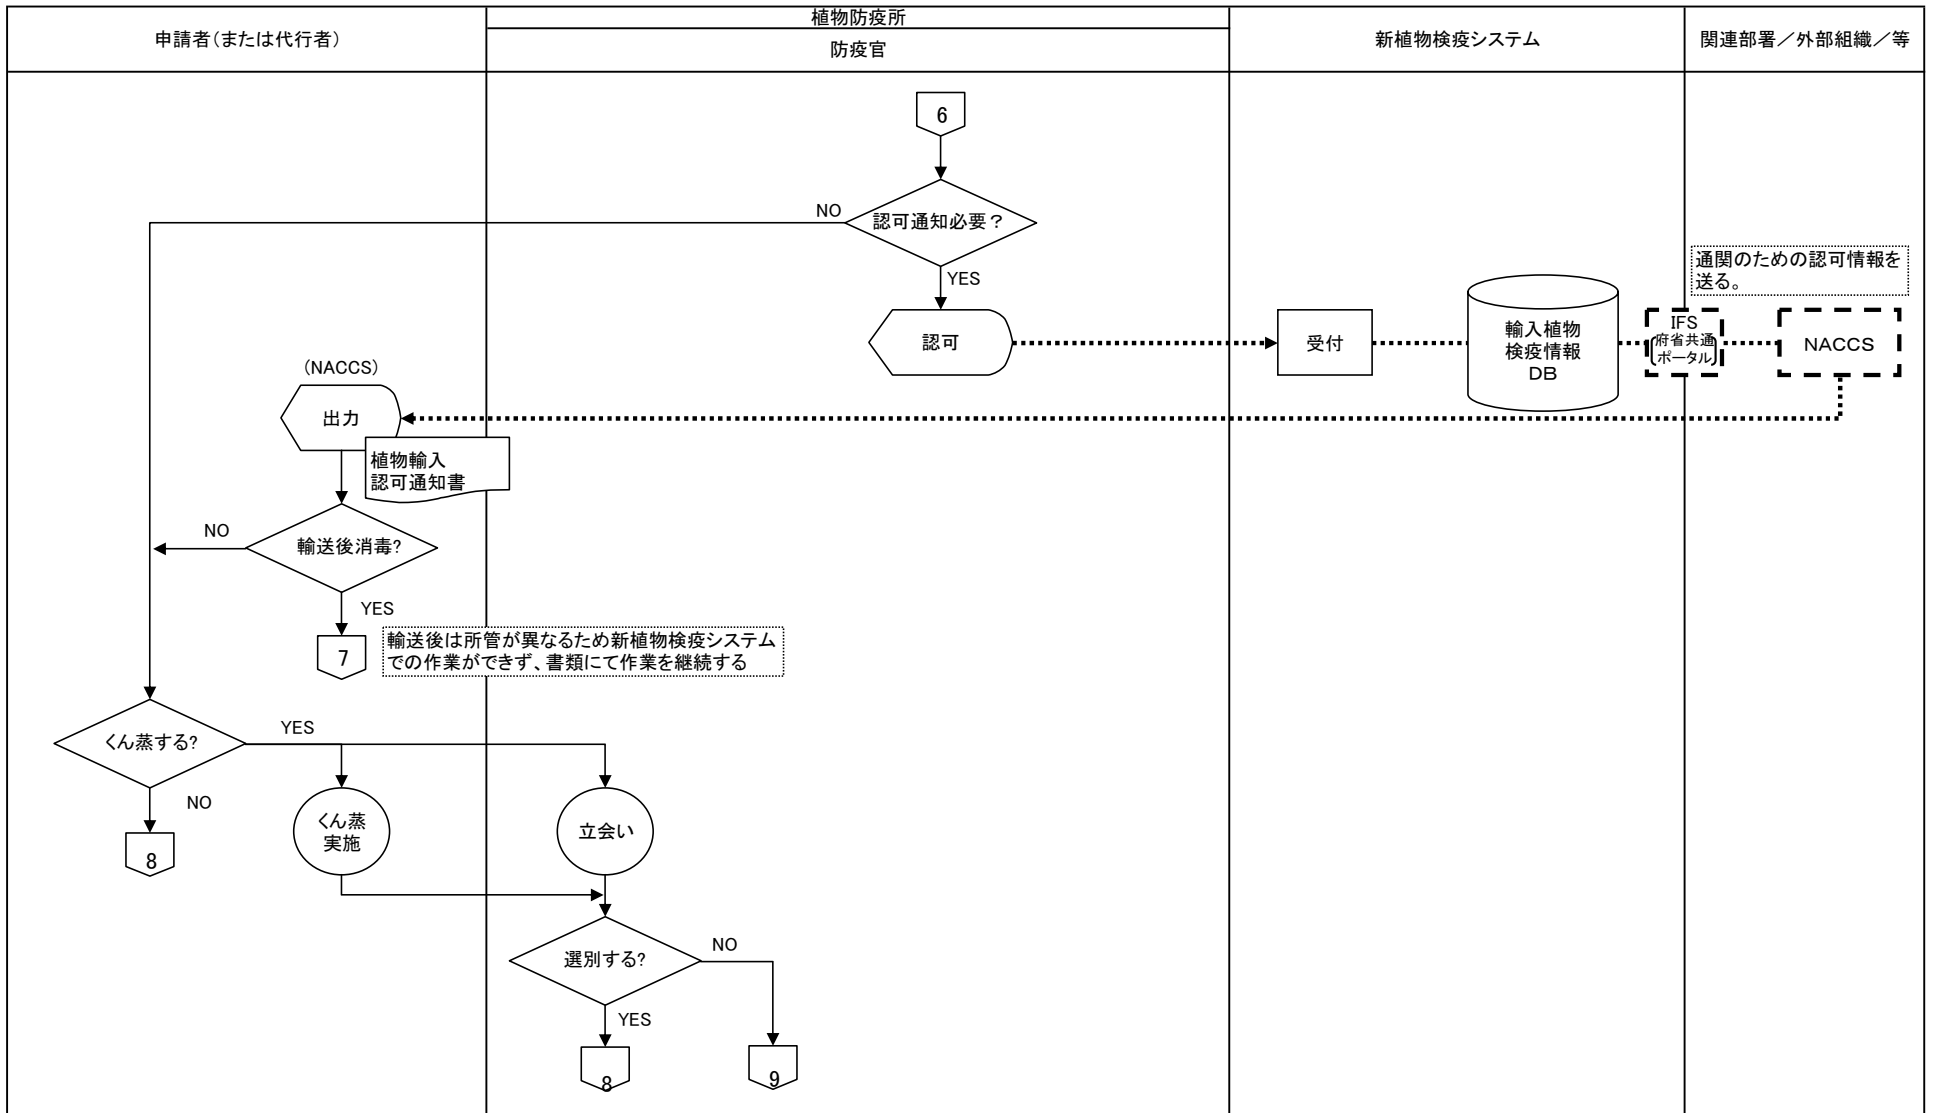 植物防疫所
申請者(または代行者)
防疫官
新植物検疫システム
関連部署／外部組織／等
6
認可通知必要？
NO
YES
通関のための認可情報を
送る。
認可
受付
輸入植物
検疫情報
DB
IFS
府省共通
ポータル
NACCS
(NACCS)
出力
植物輸入
認可通知書
輸送後消毒?
NO
YES
7
輸送後は所管が異なるため新植物検疫システム
での作業ができず、書類にて作業を継続する
くん蒸する?
YES
NO
8
くん蒸
実施
立会い
選別する?
NO
YES
8
9